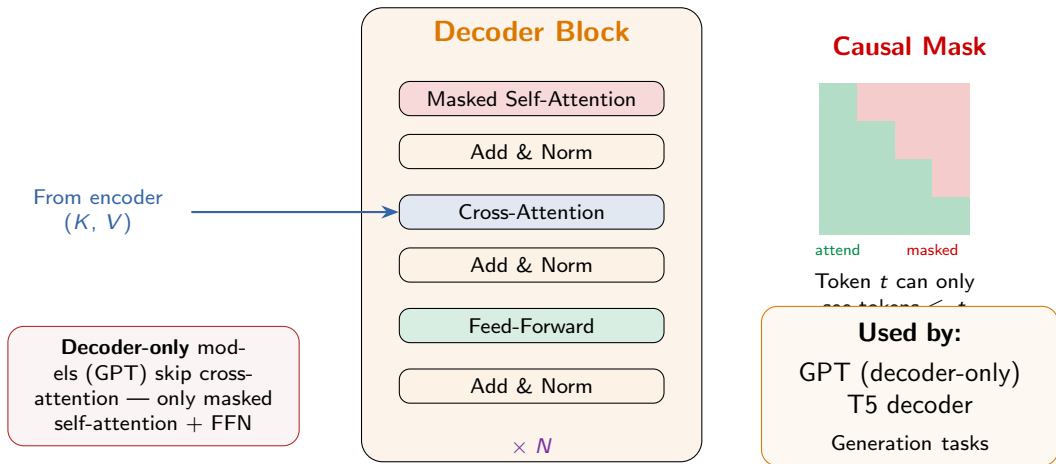 Decoder Block
Masked Self-Attention
Add & Norm
Cross-Attention
Add & Norm
Feed-Forward
Add & Norm
× N
From encoder
(K, V)
Decoder-only mod-
els (GPT) skip cross-
attention — only masked
self-attention + FFN
Causal Mask
attend masked
Token t can only
see tokens ≤ t
Used by:
GPT (decoder-only)
T5 decoder
Generation tasks